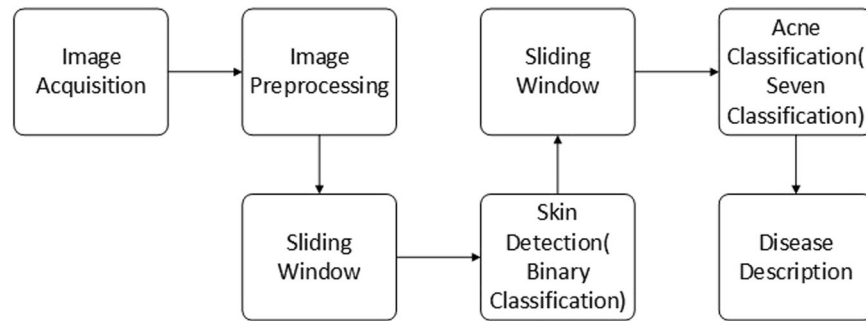 Image
Acquisition
Image
Preprocessing
Sliding
Window
Skin
Detection(
Binary
Classification)
Sliding
Window
Acne
Classification(
Seven
Classification)
Disease
Description